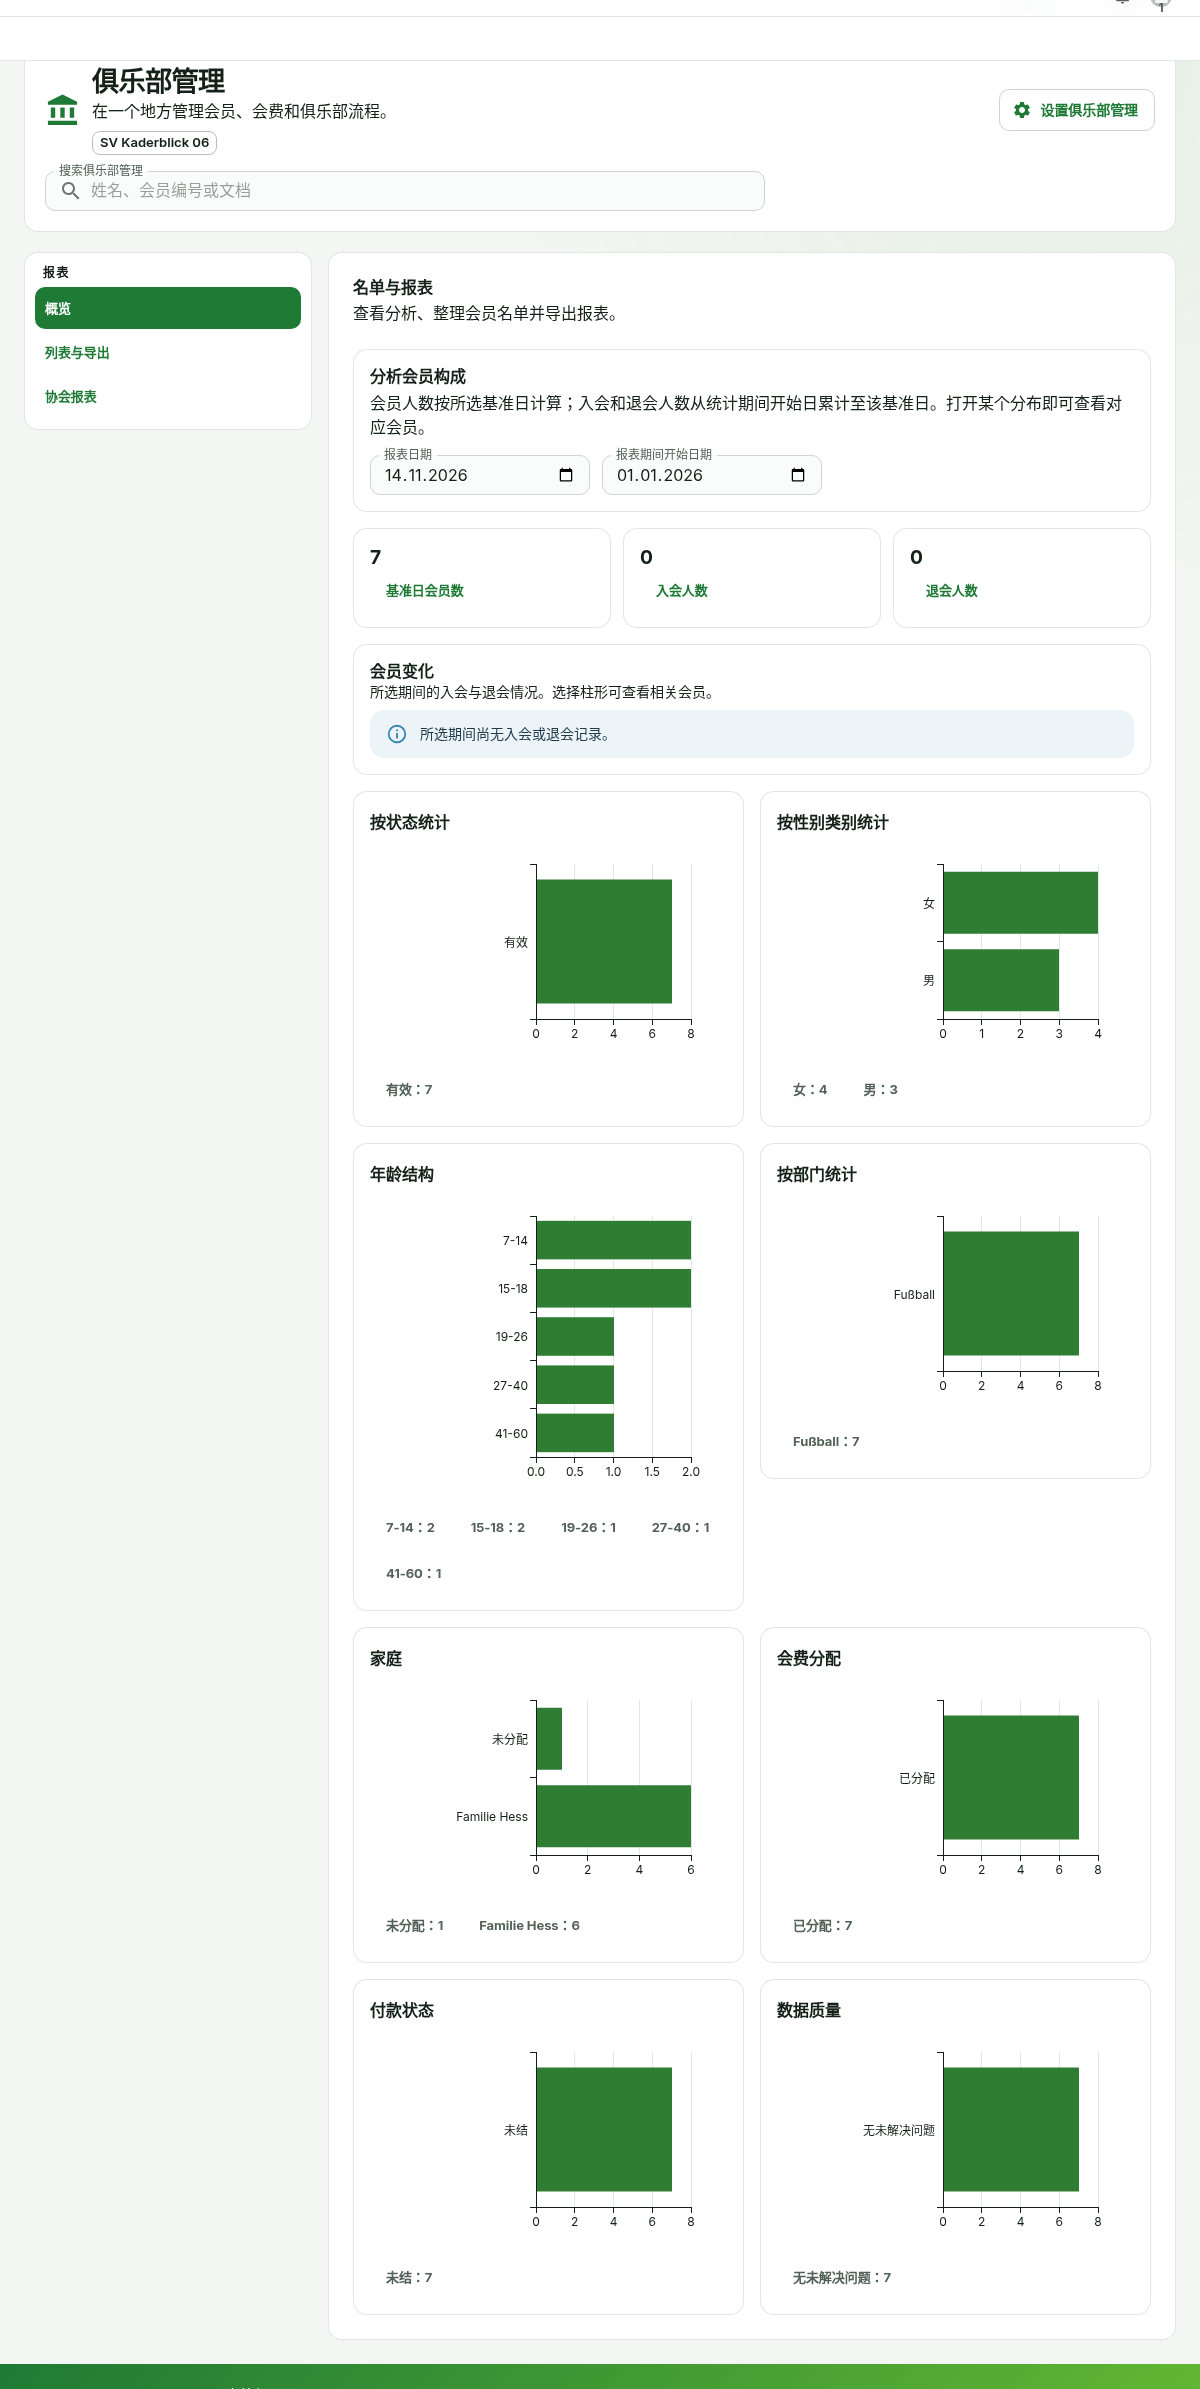 俱乐部管理
在一个地方管理会员、会费和俱乐部流程。
SV Kaderblick 06
设置俱乐部管理
搜索俱乐部管理
姓名、会员编号或文档
报表
概览
列表与导出
协会报表
名单与报表
查看分析、整理会员名单并导出报表。
分析会员构成
会员人数按所选基准日计算；入会和退会人数从统计期间开始日累计至该基准日。打开某个分布即可查看对
应会员。
报表日期
14.11.2026
报表期间开始日期
01.01.2026
7
基准日会员数
0
入会人数
0
退会人数
会员变化
所选期间的入会与退会情况。选择柱形可查看相关会员。
所选期间尚无入会或退会记录。
按状态统计
有效
0 2 4 6 8
有效：7
按性别类别统计
女
男
0 1 2 3 4
女：4 男：3
年龄结构
7-14
15-18
19-26
27-40
41-60
0.0 0.5 1.0 1.5 2.0
7-14：2 15-18：2 19-26：1 27-40：1
41-60：1
按部门统计
Fußball
0 2 4 6 8
Fußball：7
家庭
未分配
Familie Hess
0 2 4 6
未分配：1 Familie Hess：6
会费分配
已分配
0 2 4 6 8
已分配：7
付款状态
未结
0 2 4 6 8
未结：7
数据质量
无未解决问题
0 2 4 6 8
无未解决问题：7